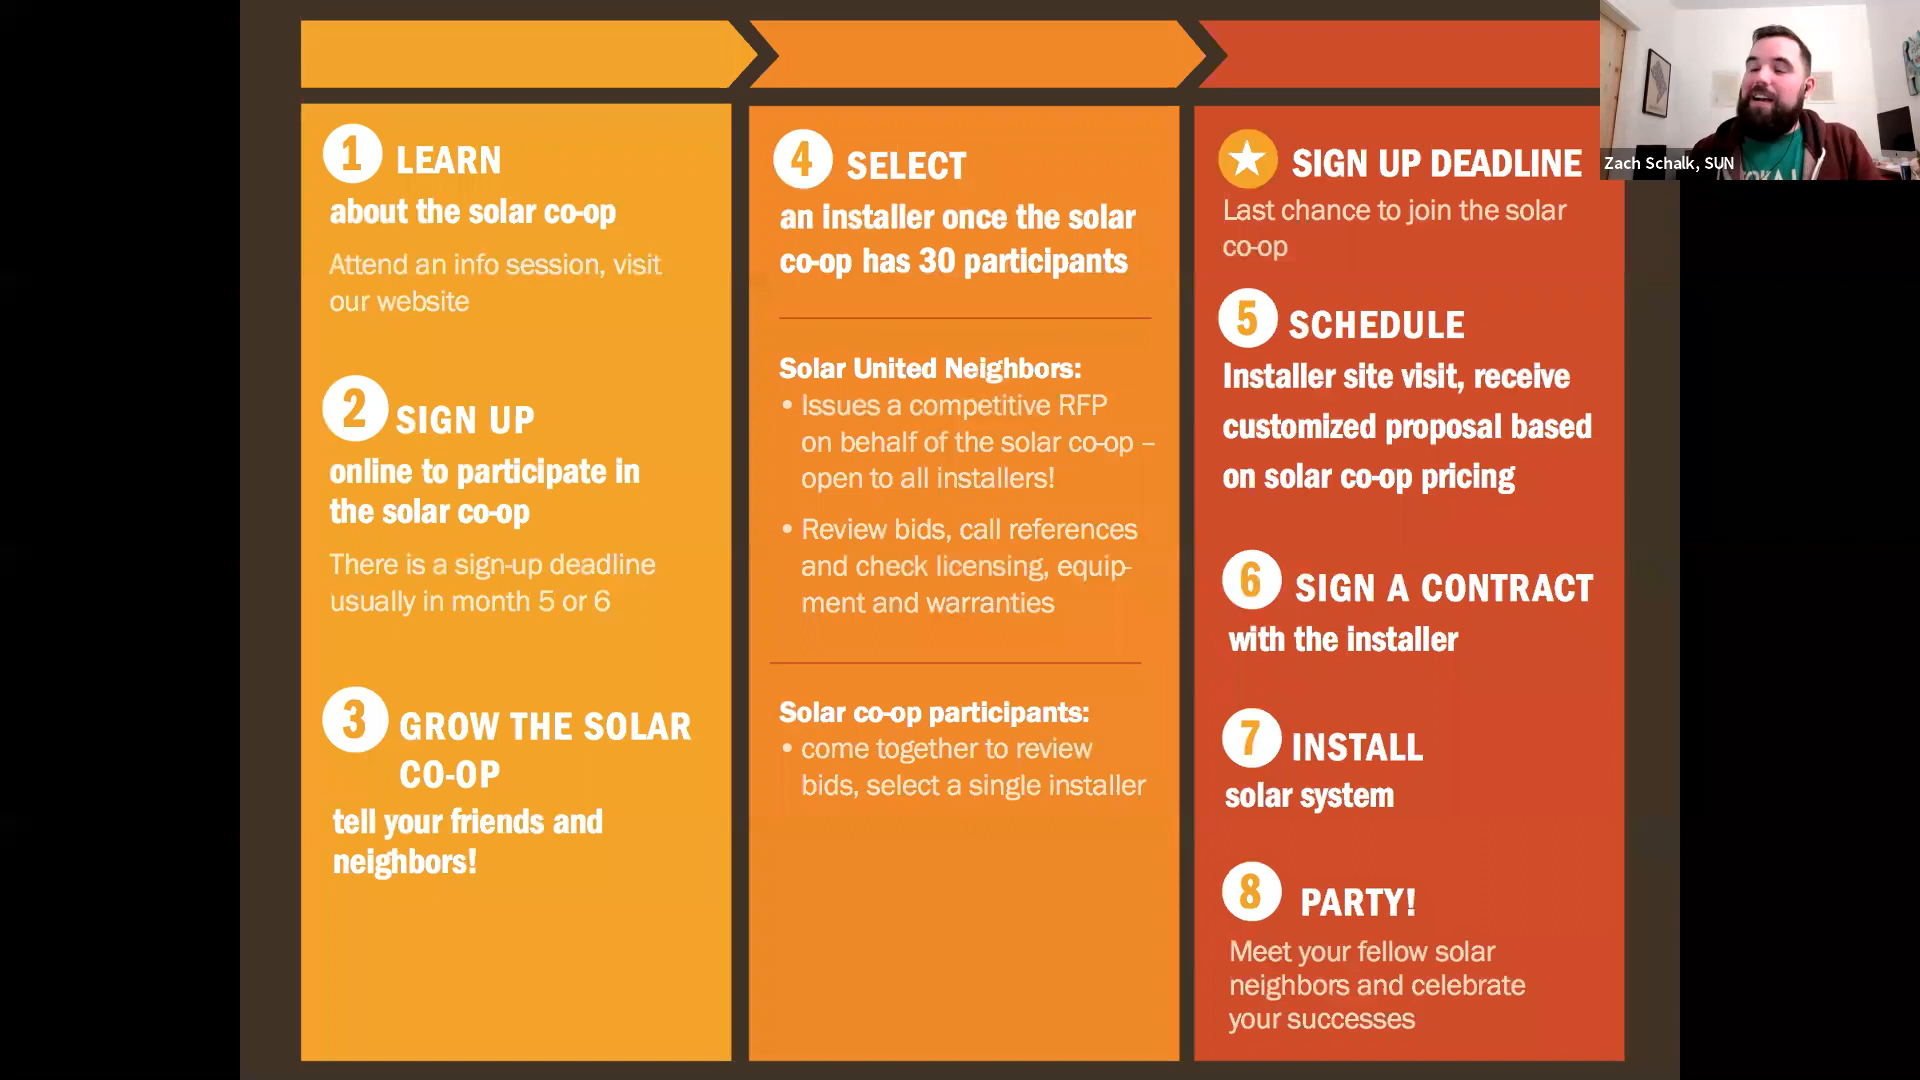 1 LEARN
about the solar co-op
Attend an info session, visit
our website
2 SIGN UP
online to participate in
the solar co-op
There is a sign-up deadline
usually in month 5 or 6
3 GROW THE SOLAR
CO-OP
tell your friends and
neighbors!
4 SELECT
an installer once the solar
co-op has 30 participants
Solar United Neighbors:
• Issues a competitive RFP
on behalf of the solar co-op –
open to all installers!
• Review bids, call references
and check licensing, equip-
ment and warranties
Solar co-op participants:
• come together to review
bids, select a single installer
SIGN UP DEADLINE
Last chance to join the solar
co-op
5 SCHEDULE
Installer site visit, receive
customized proposal based
on solar co-op pricing
6 SIGN A CONTRACT
with the installer
7 INSTALL
solar system
8 PARTY!
Meet your fellow solar
neighbors and celebrate
your successes
Zach Schalk, SUN